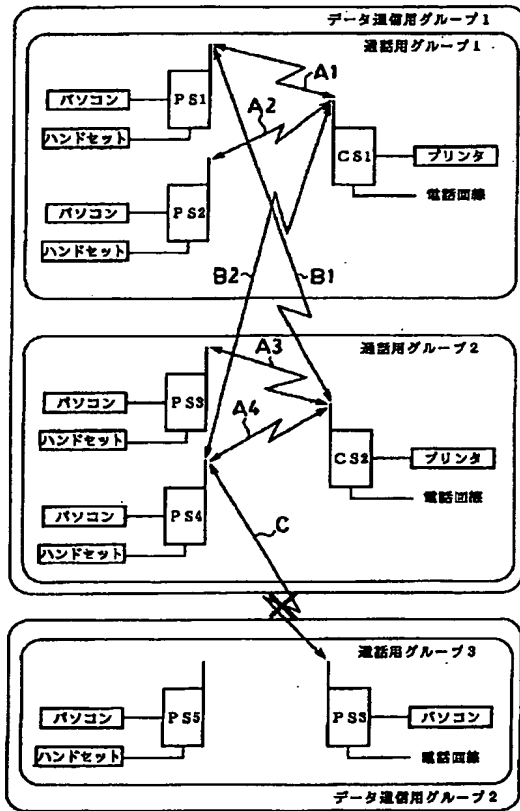 データ通信用グループ1
通話用グループ1
A1
パソコン
PS1
A2
ハンドセット
CS1
プリンタ
パソコン
PS2
電話回線
ハンドセット
B2
B1
通話用グループ2
A3
パソコン
PS3
A4
ハンドセット
CS2
プリンタ
パソコン
PS4
電話回線
C
ハンドセット
通話用グループ3
パソコン
PS5
PS3
パソコン
ハンドセット
電話回線
データ通信用グループ2